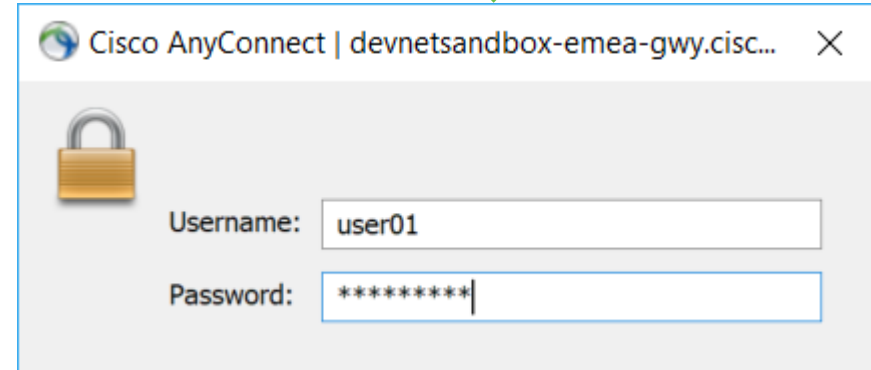 Cisco AnyConnect | devnetsandbox-emea-gwy.cisc...
Username: user01
Password: *********